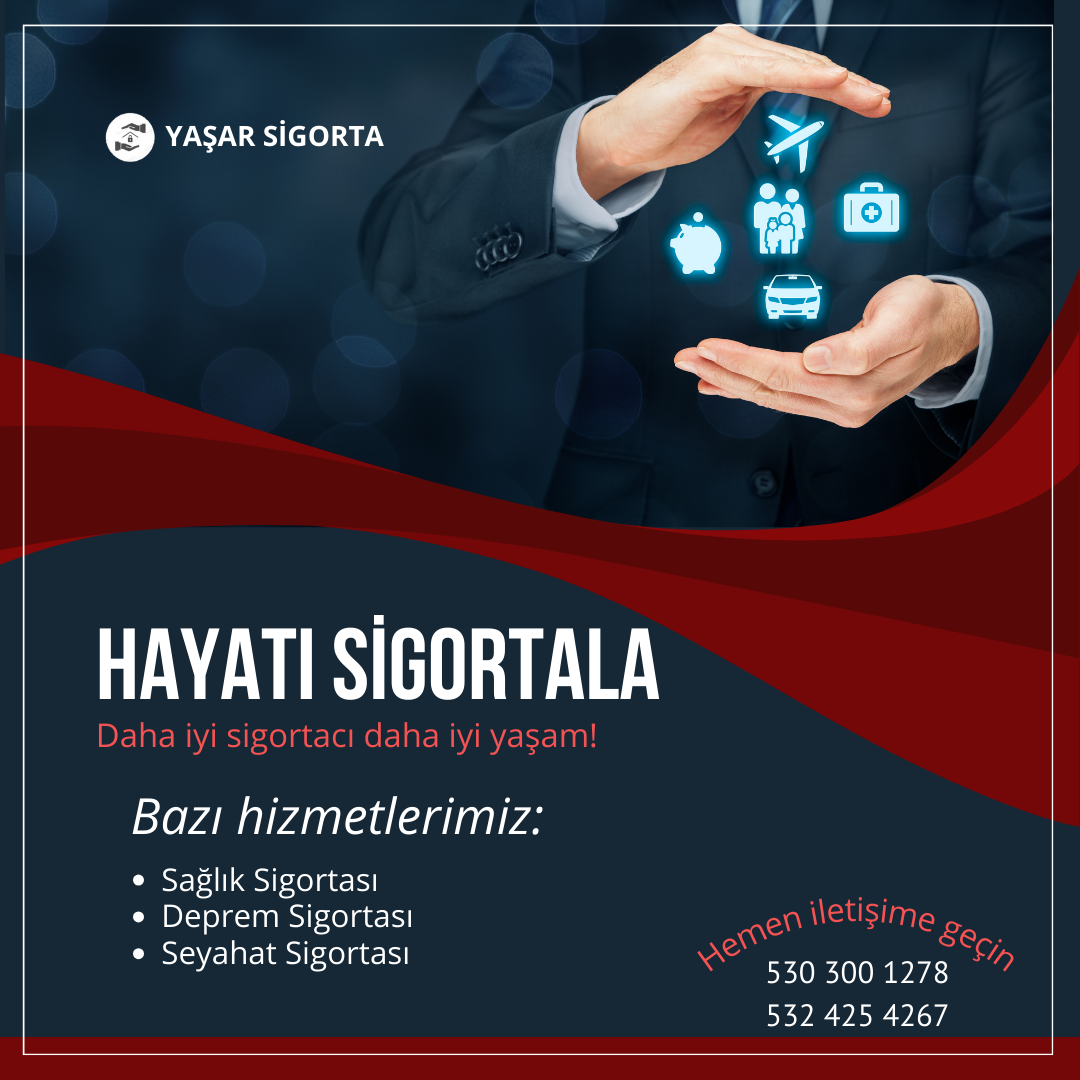 YAŞAR SİGORTA
HAYATI SİGORTALA
Daha iyi sigortacı daha iyi yaşam!
Bazı hizmetlerimiz:
• Sağlık Sigortası
• Deprem Sigortası
• Seyahat Sigortası
Hemen iletişime geçin
530 300 1278
532 425 4267